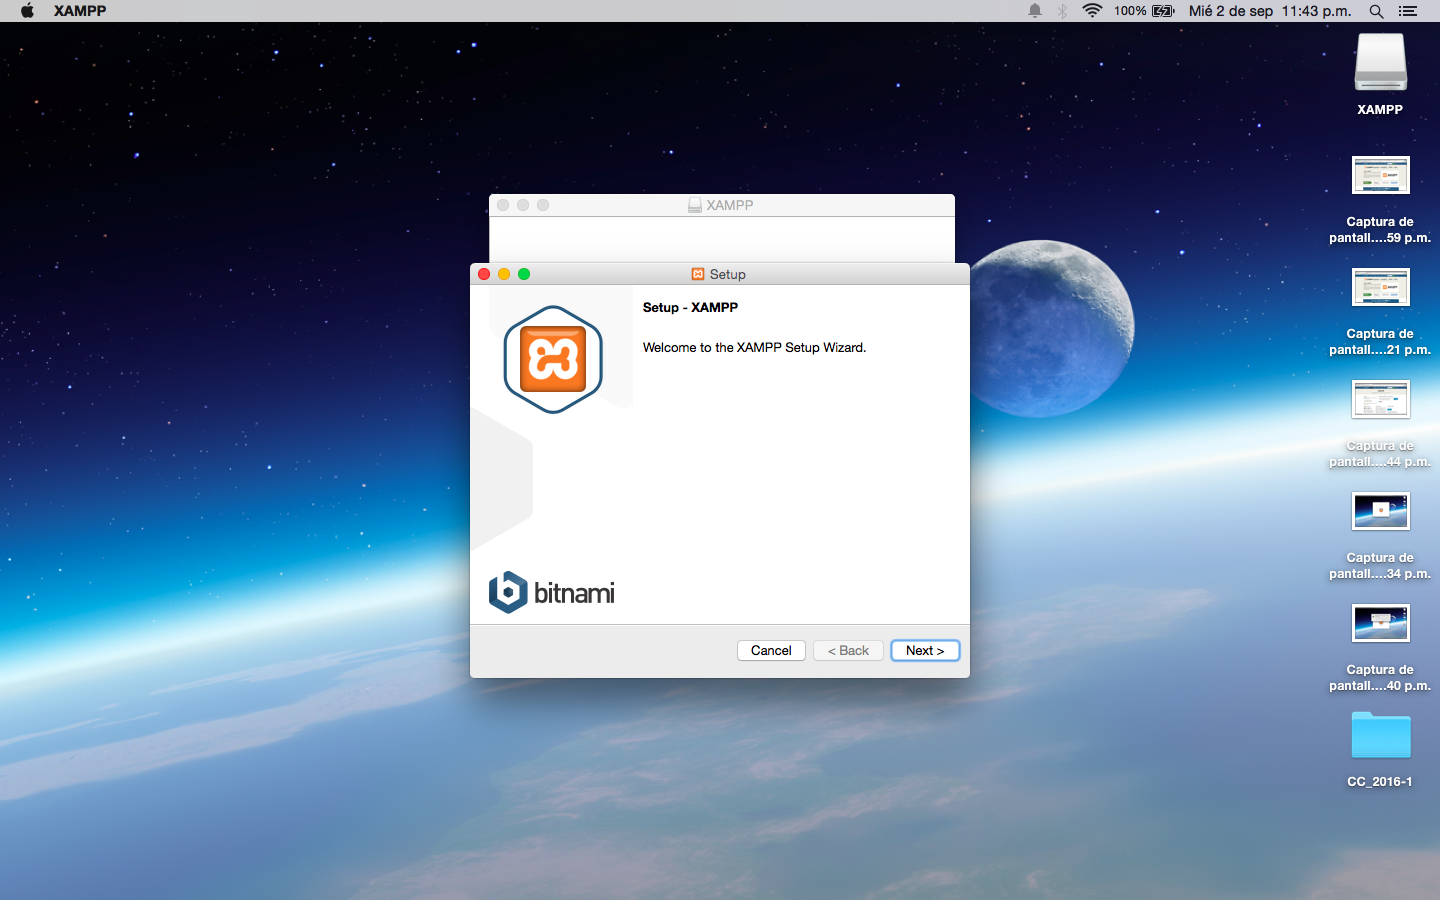 XAMPP
100%
Mié 2 de sep 11:43 p.m.
XAMPP
Captura de
pantall....59 p.m.
Captura de
pantall....21 p.m.
Captura de
pantall....44 p.m.
Captura de
pantall....34 p.m.
Captura de
pantall....40 p.m.
CC_2016-1
XAMPP
Setup
Setup - XAMPP
Welcome to the XAMPP Setup Wizard.
bitnami
Cancel
< Back
Next >